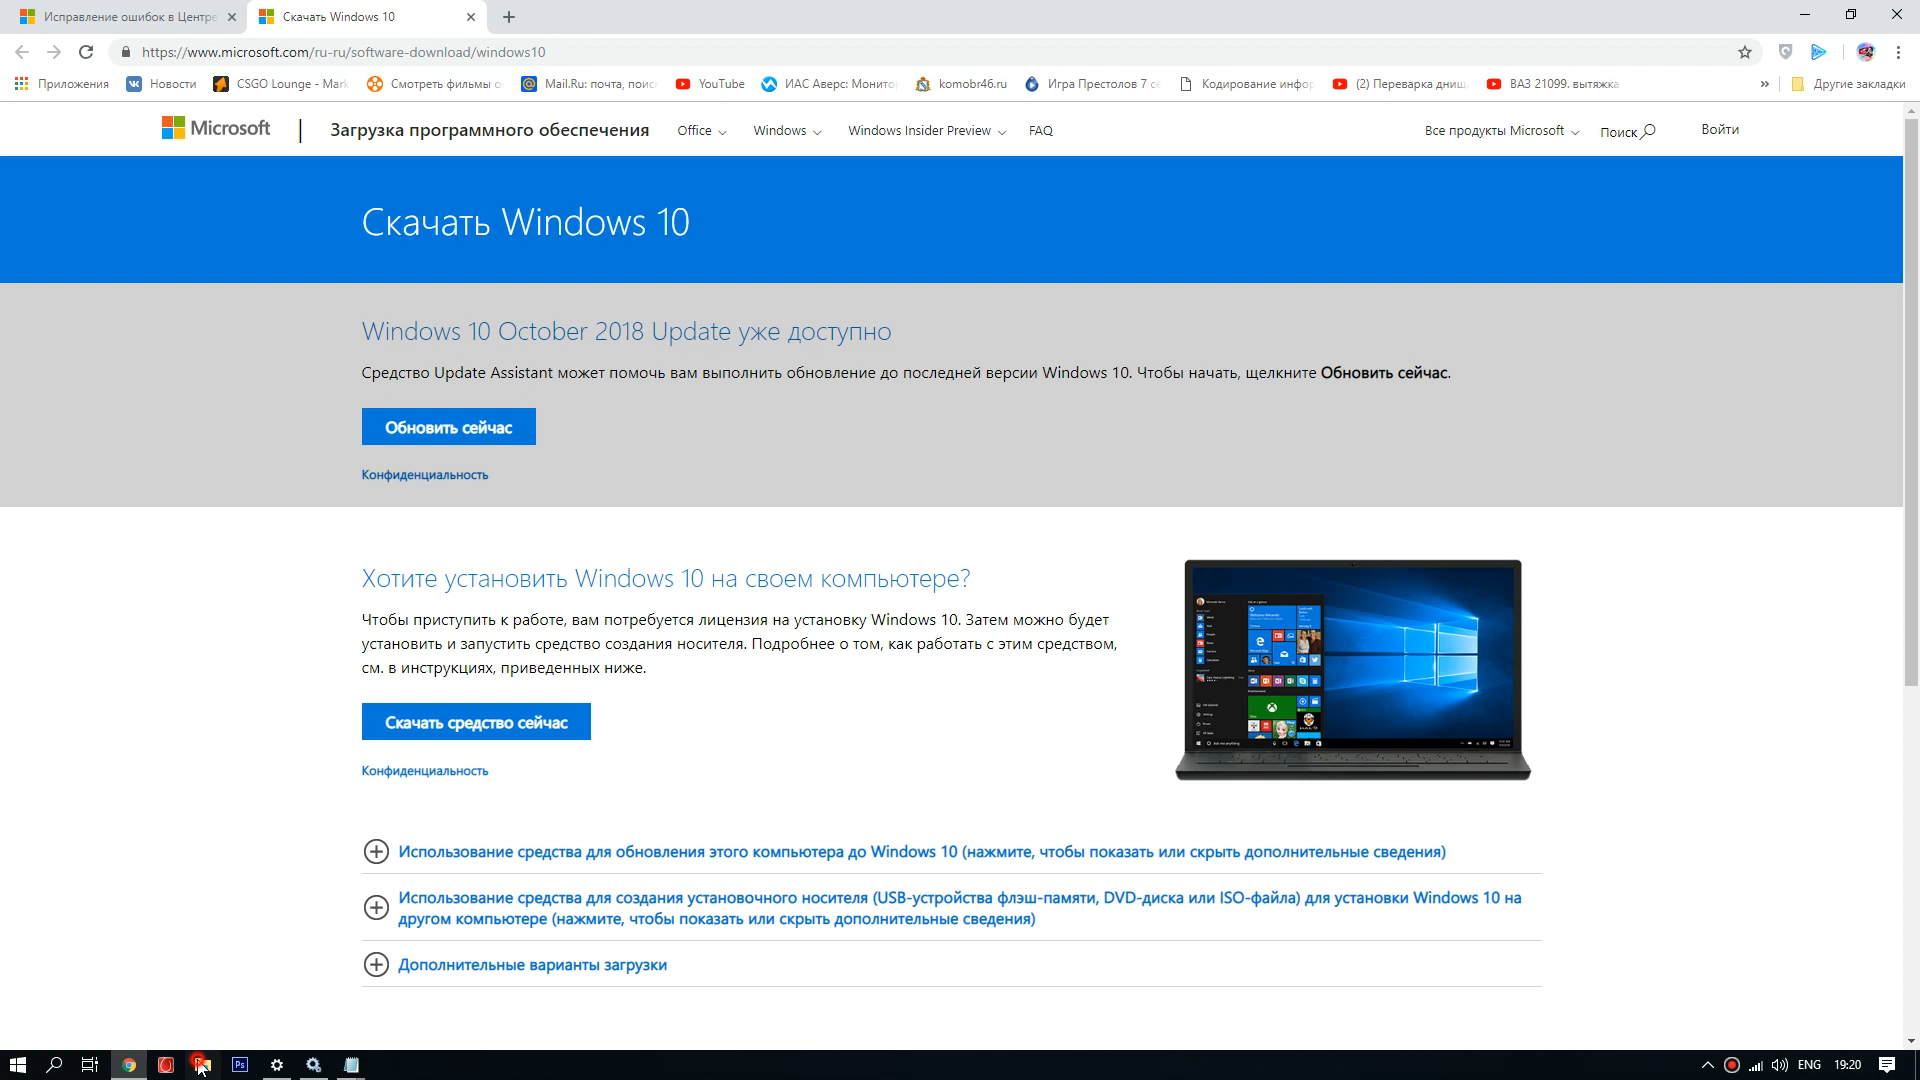 Исправление ошибок в Центре
Скачать Windows 10
https://www.microsoft.com/ru-ru/software-download/windows10
Приложения
Новости
CSGO Lounge - Mark
Смотреть фильмы о
Mail.Ru: почта, поис
YouTube
ИАС Аверс: Монито
komobr46.ru
Игра Престолов 7 се
Кодирование инфор
(2) Переварка днищ
ВАЗ 21099. вытяжка
»
Другие закладки
Microsoft
Загрузка программного обеспечения
Office
Windows
Windows Insider Preview
FAQ
Все продукты Microsoft
Поиск
Войти
Скачать Windows 10
Windows 10 October 2018 Update уже доступно
Средство Update Assistant может помочь вам выполнить обновление до последней версии Windows 10. Чтобы начать, щелкните Обновить сейчас.
Обновить сейчас
Конфиденциальность
Хотите установить Windows 10 на своем компьютере?
Чтобы приступить к работе, вам потребуется лицензия на установку Windows 10. Затем можно будет
установить и запустить средство создания носителя. Подробнее о том, как работать с этим средством,
см. в инструкциях, приведенных ниже.
Скачать средство сейчас
Конфиденциальность
Использование средства для обновления этого компьютера до Windows 10 (нажмите, чтобы показать или скрыть дополнительные сведения)
Использование средства для создания установочного носителя (USB-устройства флэш-памяти, DVD-диска или ISO-файла) для установки Windows 10 на
другом компьютере (нажмите, чтобы показать или скрыть дополнительные сведения)
Дополнительные варианты загрузки
Ps
ENG
19:20